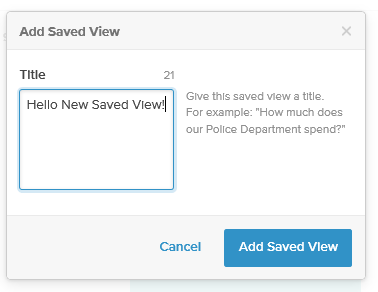 Add Saved View
×
Title 21
Hello New Saved View!
Give this saved view a title.
For example: "How much does
our Police Department spend?"
Cancel
Add Saved View